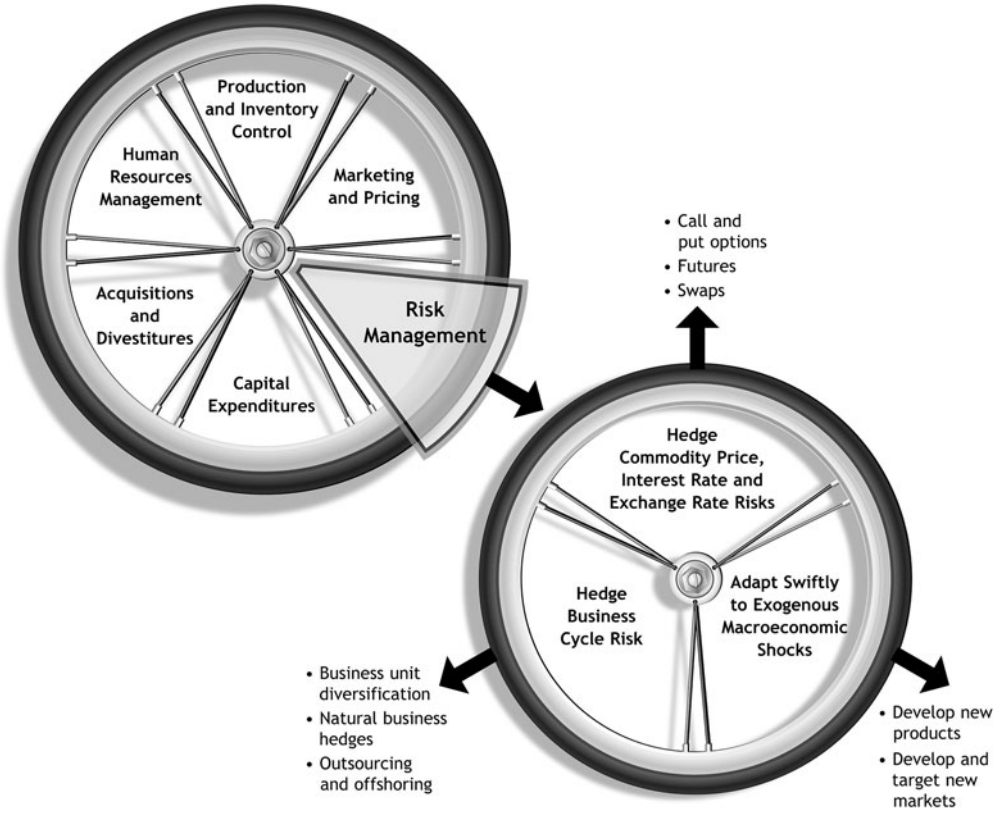 Production
and Inventory
Control
Human
Resources
Management
Marketing
and Pricing
Acquisitions
and
Divestitures
Risk
Management
Capital
Expenditures
• Call and
put options
• Futures
• Swaps
Hedge
Commodity Price,
Interest Rate and
Exchange Rate Risks
Hedge
Business
Cycle Risk
Adapt Swiftly
to Exogenous
Macroeconomic
Shocks
• Business unit
diversification
• Natural business
hedges
• Outsourcing
and offshoring
• Develop new
products
• Develop and
target new
markets